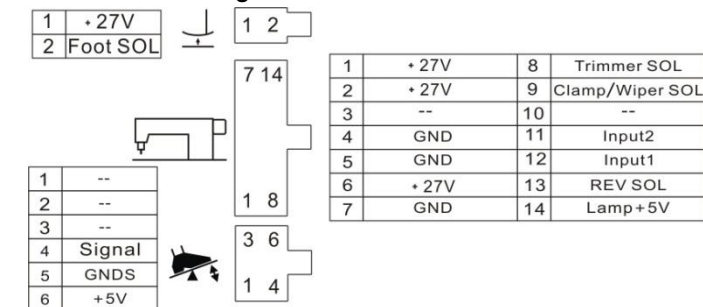 1 +27V
2 Foot SOL
1 2
7 14
1 8
3 6
1 4
1 +27V 8 Trimmer SOL
2 +27V 9 Clamp/Wiper SOL
3 -- 10 --
4 GND 11 Input2
5 GND 12 Input1
6 +27V 13 REV SOL
7 GND 14 Lamp+5V
1 --
2 --
3 --
4 Signal
5 GNDS
6 +5V